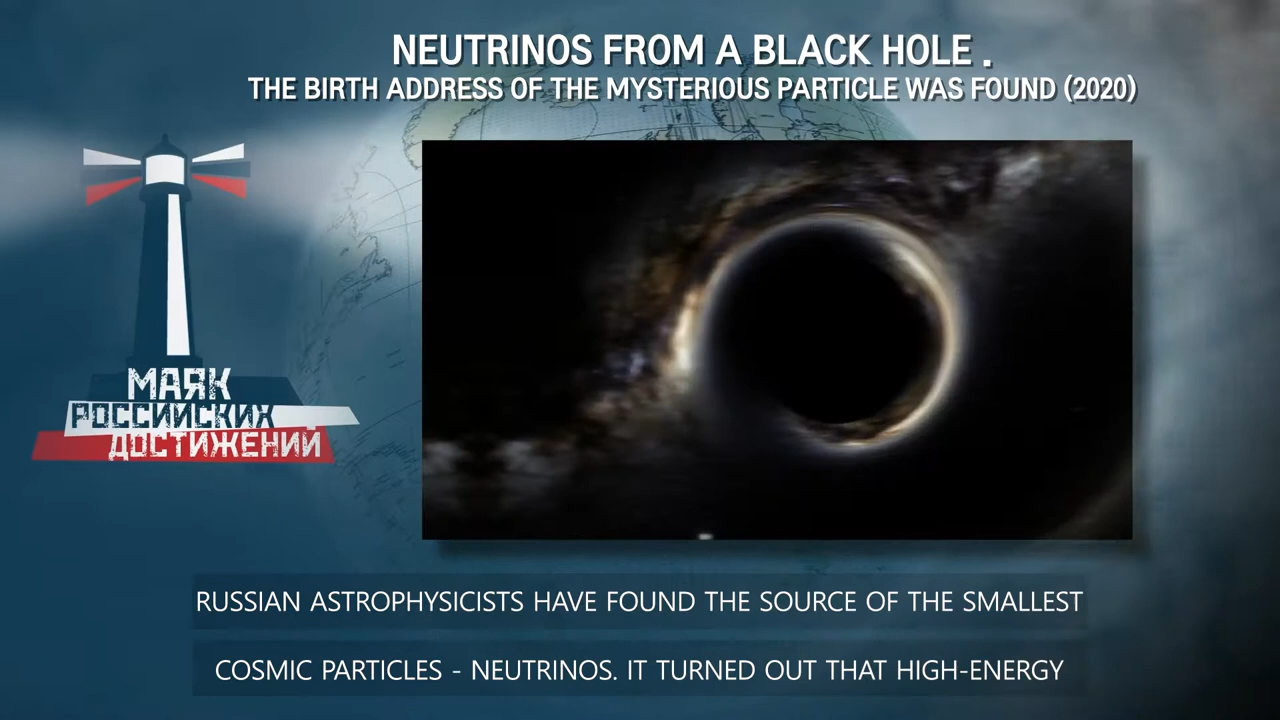 NEUTRINOS FROM A BLACK HOLE .
THE BIRTH ADDRESS OF THE MYSTERIOUS PARTICLE WAS FOUND (2020)
МАЯК
РОССИЙСКИХ
ДОСТИЖЕНИЙ
RUSSIAN ASTROPHYSICISTS HAVE FOUND THE SOURCE OF THE SMALLEST
COSMIC PARTICLES - NEUTRINOS. IT TURNED OUT THAT HIGH-ENERGY